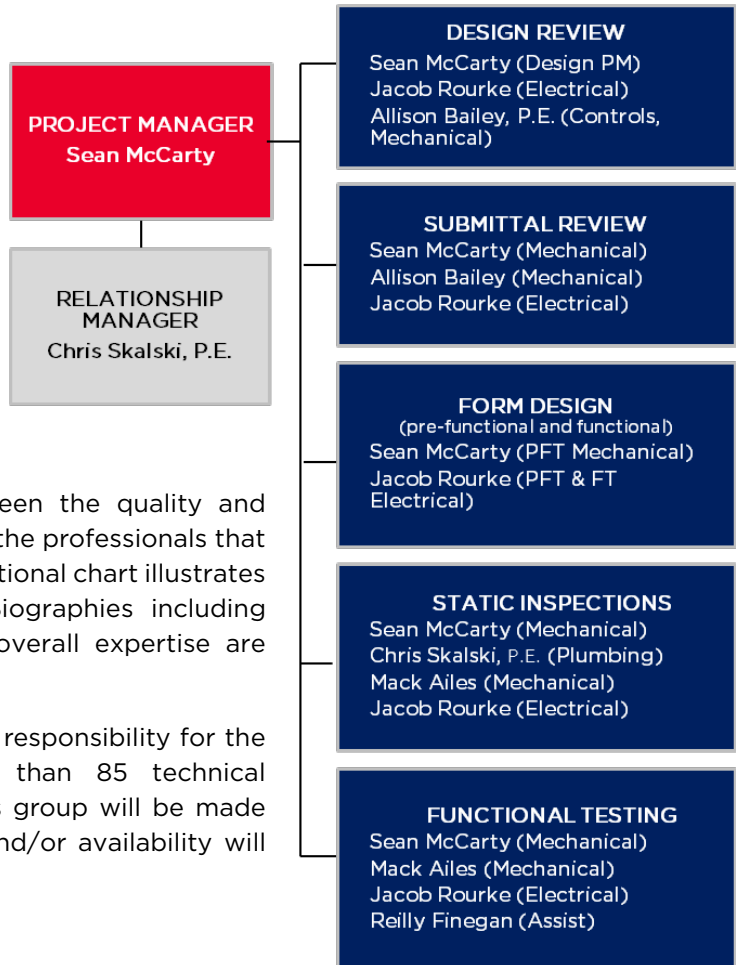 PROJECT MANAGER
Sean McCarty
RELATIONSHIP
MANAGER
Chris Skalski, P.E.
DESIGN REVIEW
Sean McCarty (Design PM)
Jacob Rourke (Electrical)
Allison Bailey, P.E. (Controls,
Mechanical)
SUBMITTAL REVIEW
Sean McCarty (Mechanical)
Allison Bailey (Mechanical)
Jacob Rourke (Electrical)
FORM DESIGN
(pre-functional and functional)
Sean McCarty (PFT Mechanical)
Jacob Rourke (PFT & FT
Electrical)
STATIC INSPECTIONS
Sean McCarty (Mechanical)
Chris Skalski, P.E. (Plumbing)
Mack Ailes (Mechanical)
Jacob Rourke (Electrical)
FUNCTIONAL TESTING
Sean McCarty (Mechanical)
Mack Ailes (Mechanical)
Jacob Rourke (Electrical)
Reilly Finegan (Assist)
the quality and
the professionals that
chart illustrates
including
overall expertise are
responsibility for the
than 85 technical
group will be made
availability will